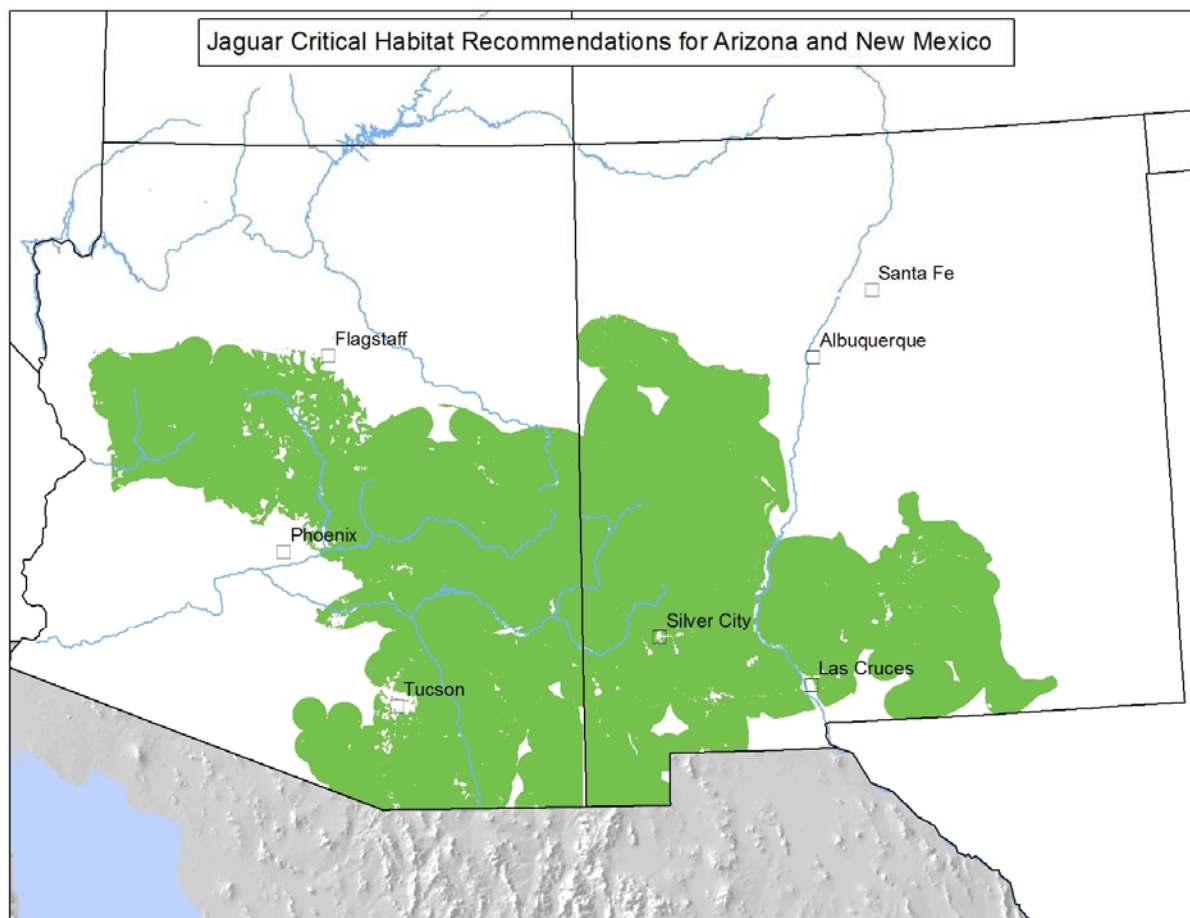 Jaguar Critical Habitat Recommendations for Arizona and New Mexico
Santa Fe
Flagstaff
Albuquerque
Phoenix
Silver City
Las Cruces
Tucson